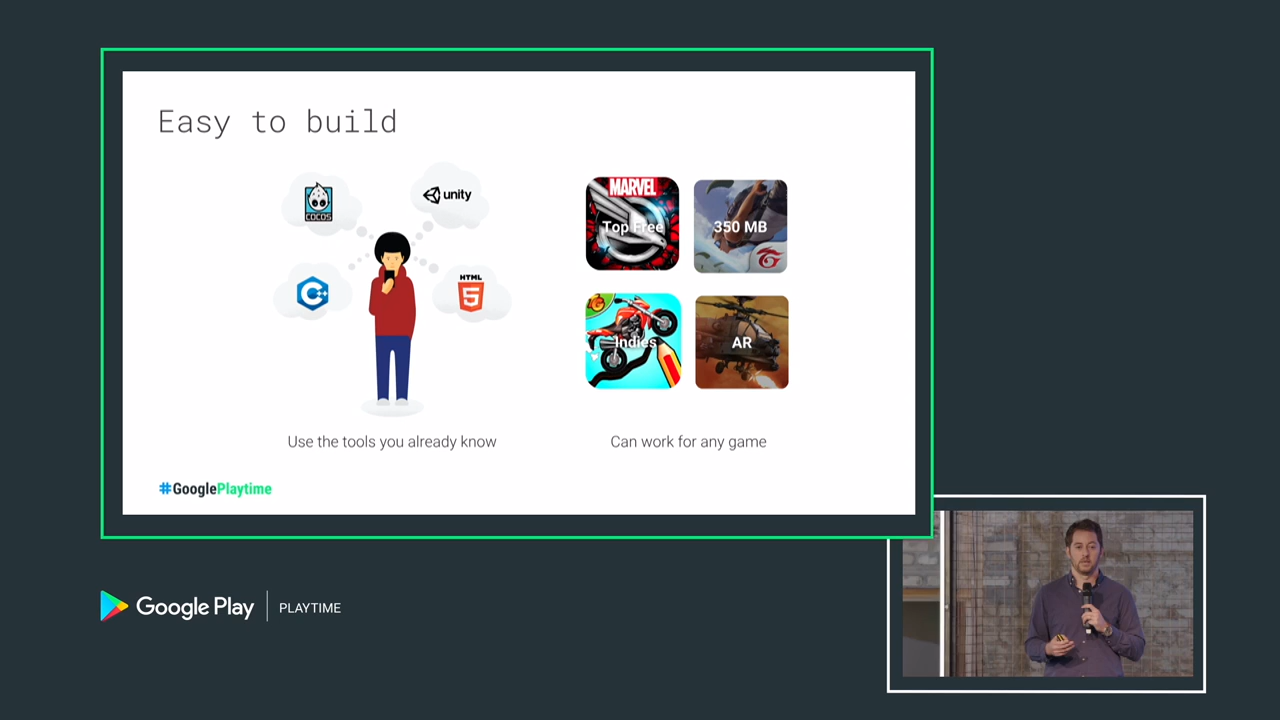 Easy to build
COCOS
unity
C++
HTML
5
MARVEL
Top Free
350 MB
Indies
AR
Use the tools you already know
Can work for any game
#GooglePlaytime
Google Play
PLAYTIME